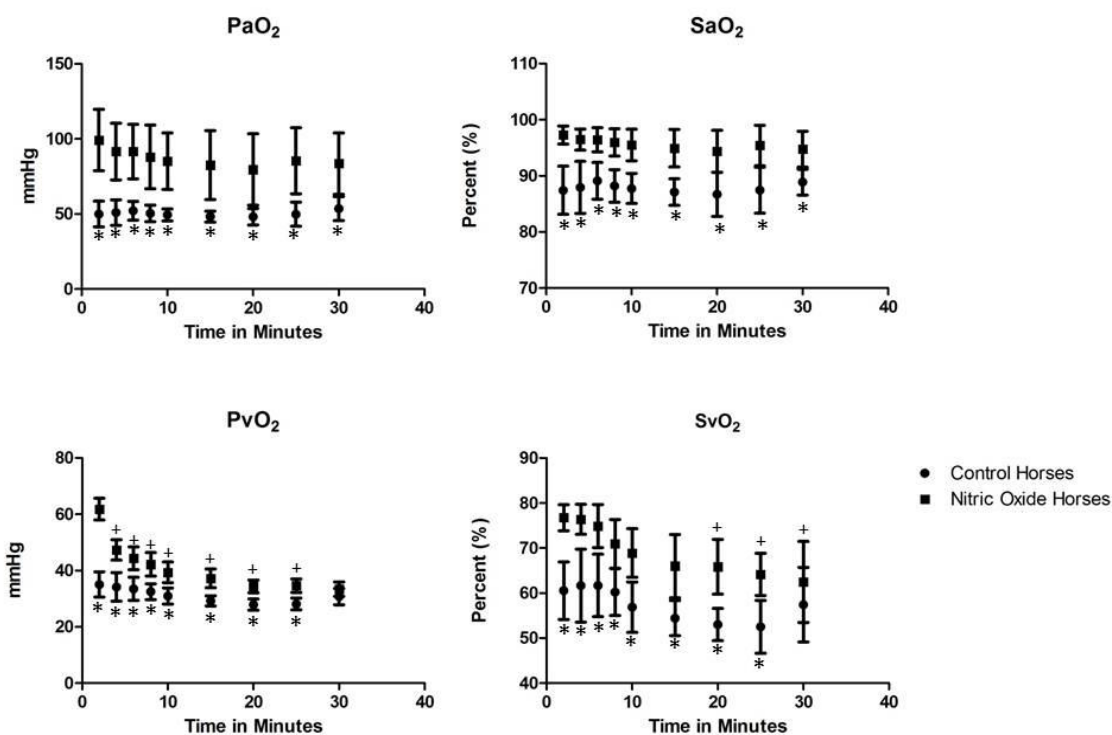 PaO₂
150
100
50
0
mmHg
* * * * * * * * *
0 10 20 30 40
Time in Minutes
SaO₂
110
100
90
80
70
Percent (%)
* * * * * * * * *
0 10 20 30 40
Time in Minutes
PvO₂
80
60
40
20
0
mmHg
+ + + + + + +
* * * * * * * *
0 10 20 30 40
Time in Minutes
SvO₂
90
80
70
60
50
40
Percent (%)
+ + +
* * * * * * * *
0 10 20 30 40
Time in Minutes
Control Horses
Nitric Oxide Horses